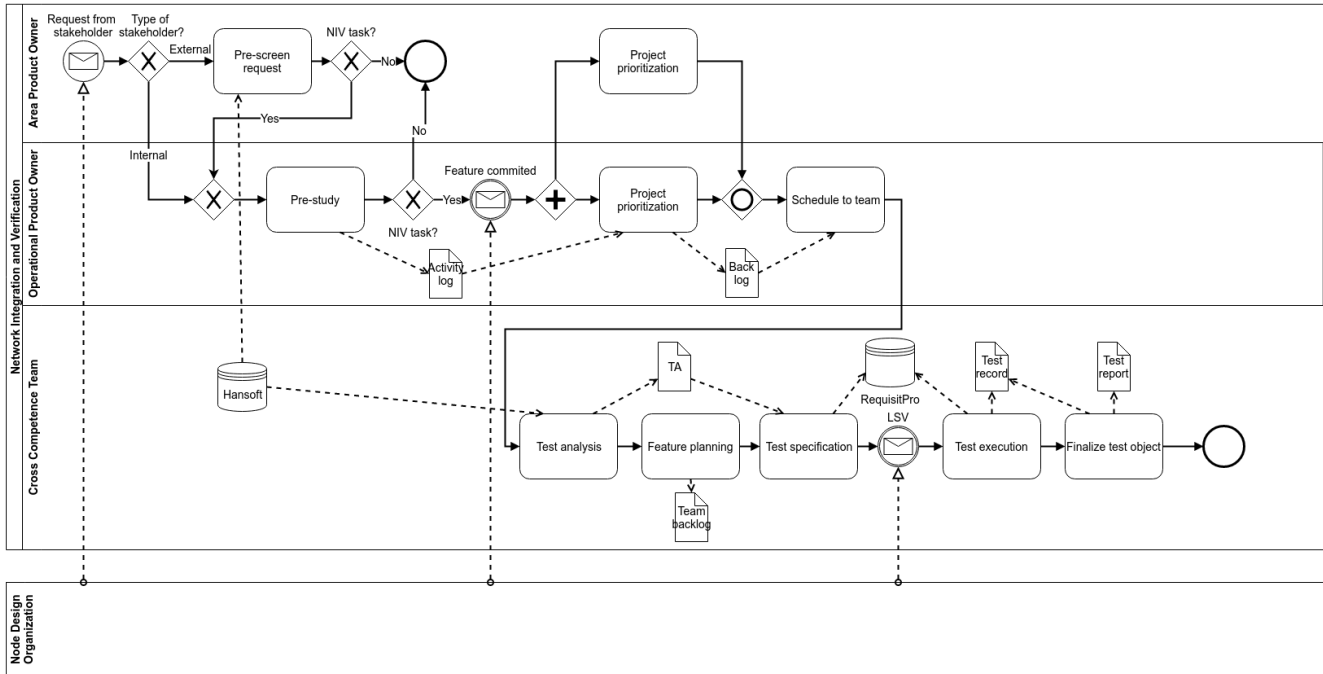 Network Integration and Verification
Area Product Owner
Request from
stakeholder
Type of
stakeholder?
External
Pre-screen
request
NIV task?
No
Yes
Internal
Project
prioritization
Operational Product Owner
Pre-study
No
Yes
NIV task?
Feature commited
Project
prioritization
Schedule to team
Activity
log
Back
log
Cross Competence Team
Hansoft
TA
RequisitPro
LSV
Test
record
Test
report
Test analysis
Feature planning
Test specification
Test execution
Finalize test object
Team
backlog
Node Design
Organization